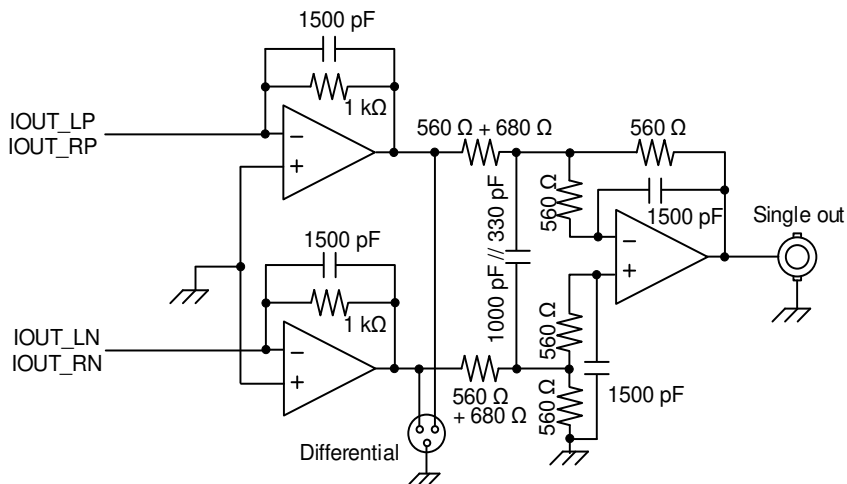 1500 pF
1 kΩ
IOUT_LP
IOUT_RP
−
+
560 Ω + 680 Ω
560 Ω
560 Ω
1500 pF
−
+
Single out
1000 pF // 330 pF
1500 pF
1 kΩ
IOUT_LN
IOUT_RN
−
+
560 Ω
+ 680 Ω
560 Ω
560 Ω
1500 pF
Differential